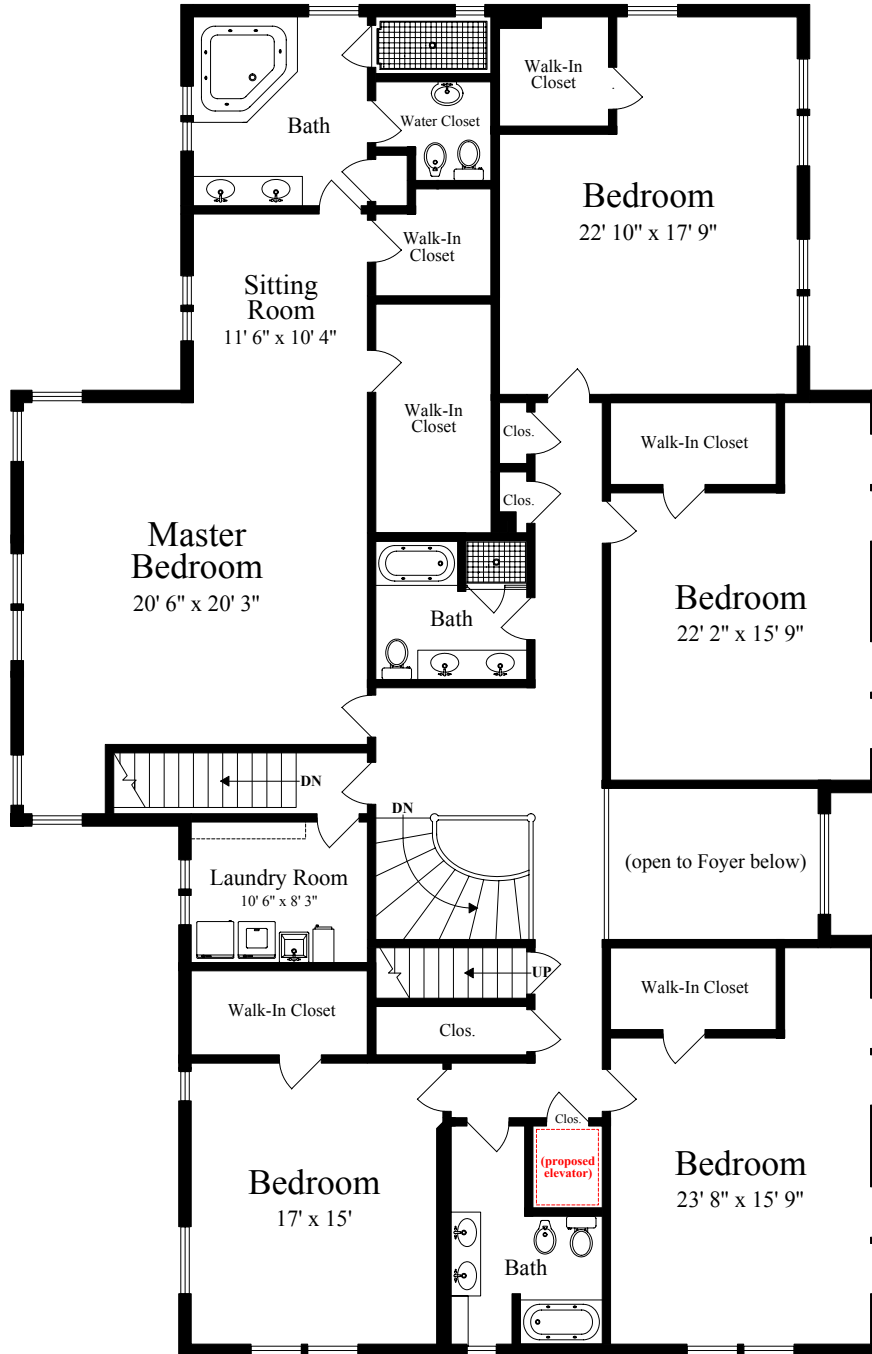 Walk-In
Closet
Bath
Water Closet
Bedroom
22' 10" x 17' 9"
Walk-In
Closet
Sitting
Room
11' 6" x 10' 4"
Walk-In
Closet
Clos.
Walk-In Closet
Clos.
Master
Bedroom
20' 6" x 20' 3"
Bath
Bedroom
22' 2" x 15' 9"
DN
DN
(open to Foyer below)
Laundry Room
10' 6" x 8' 3"
UP
Walk-In Closet
Walk-In Closet
Clos.
Clos.
(proposed
elevator)
Bedroom
17' x 15'
Bedroom
23' 8" x 15' 9"
Bath